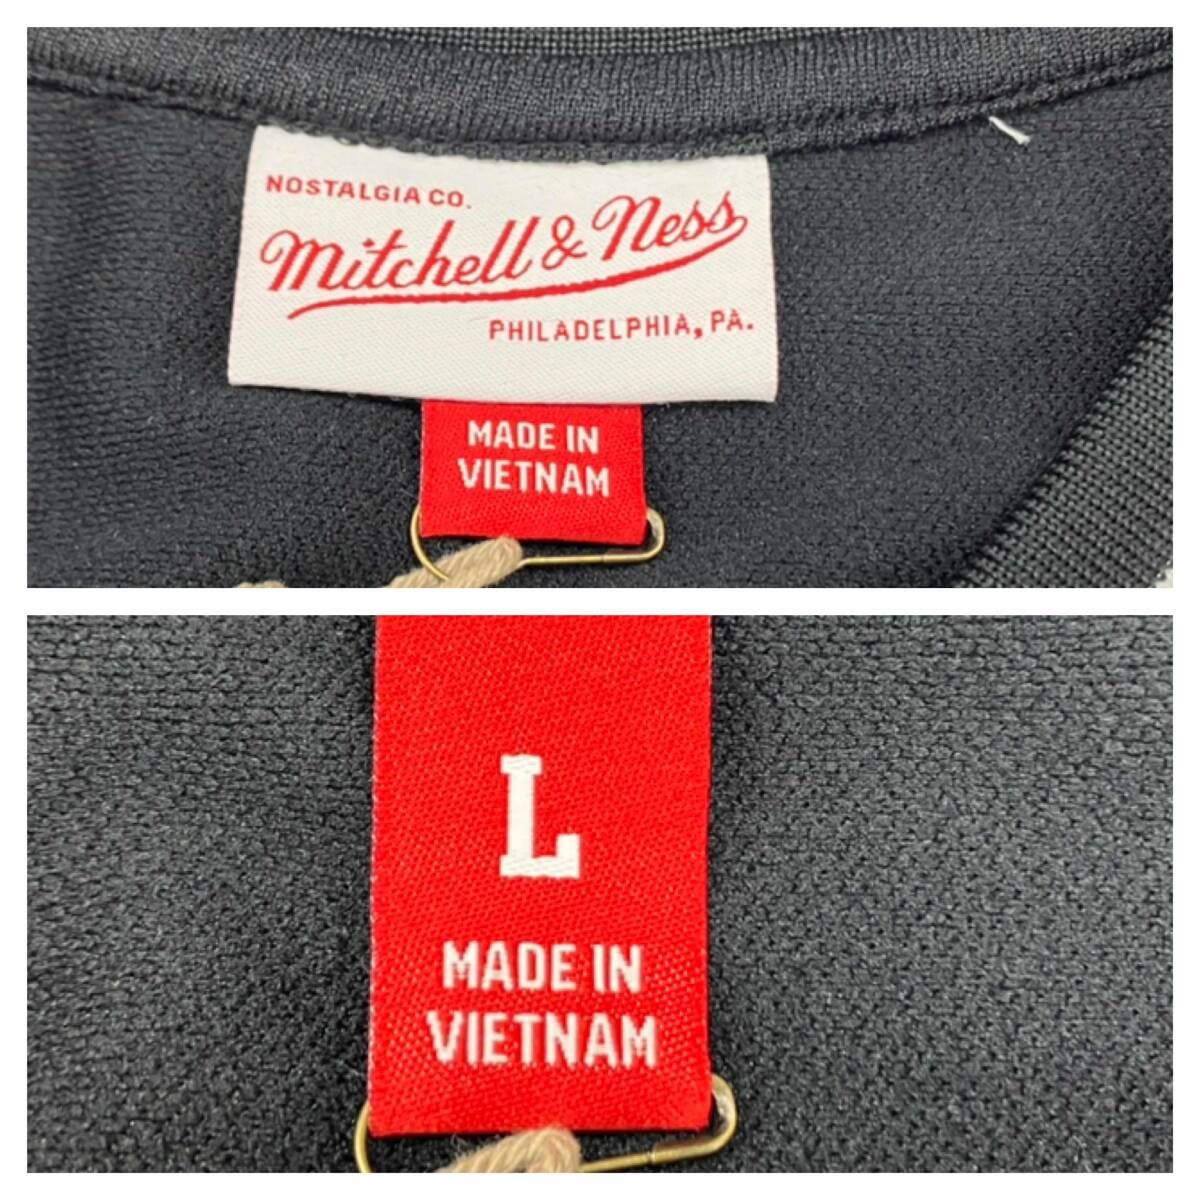 NOSTALGIA CO.
Mitchell & Ness
PHILADELPHIA, PA.
MADE IN
VIETNAM
L
MADE IN
VIETNAM